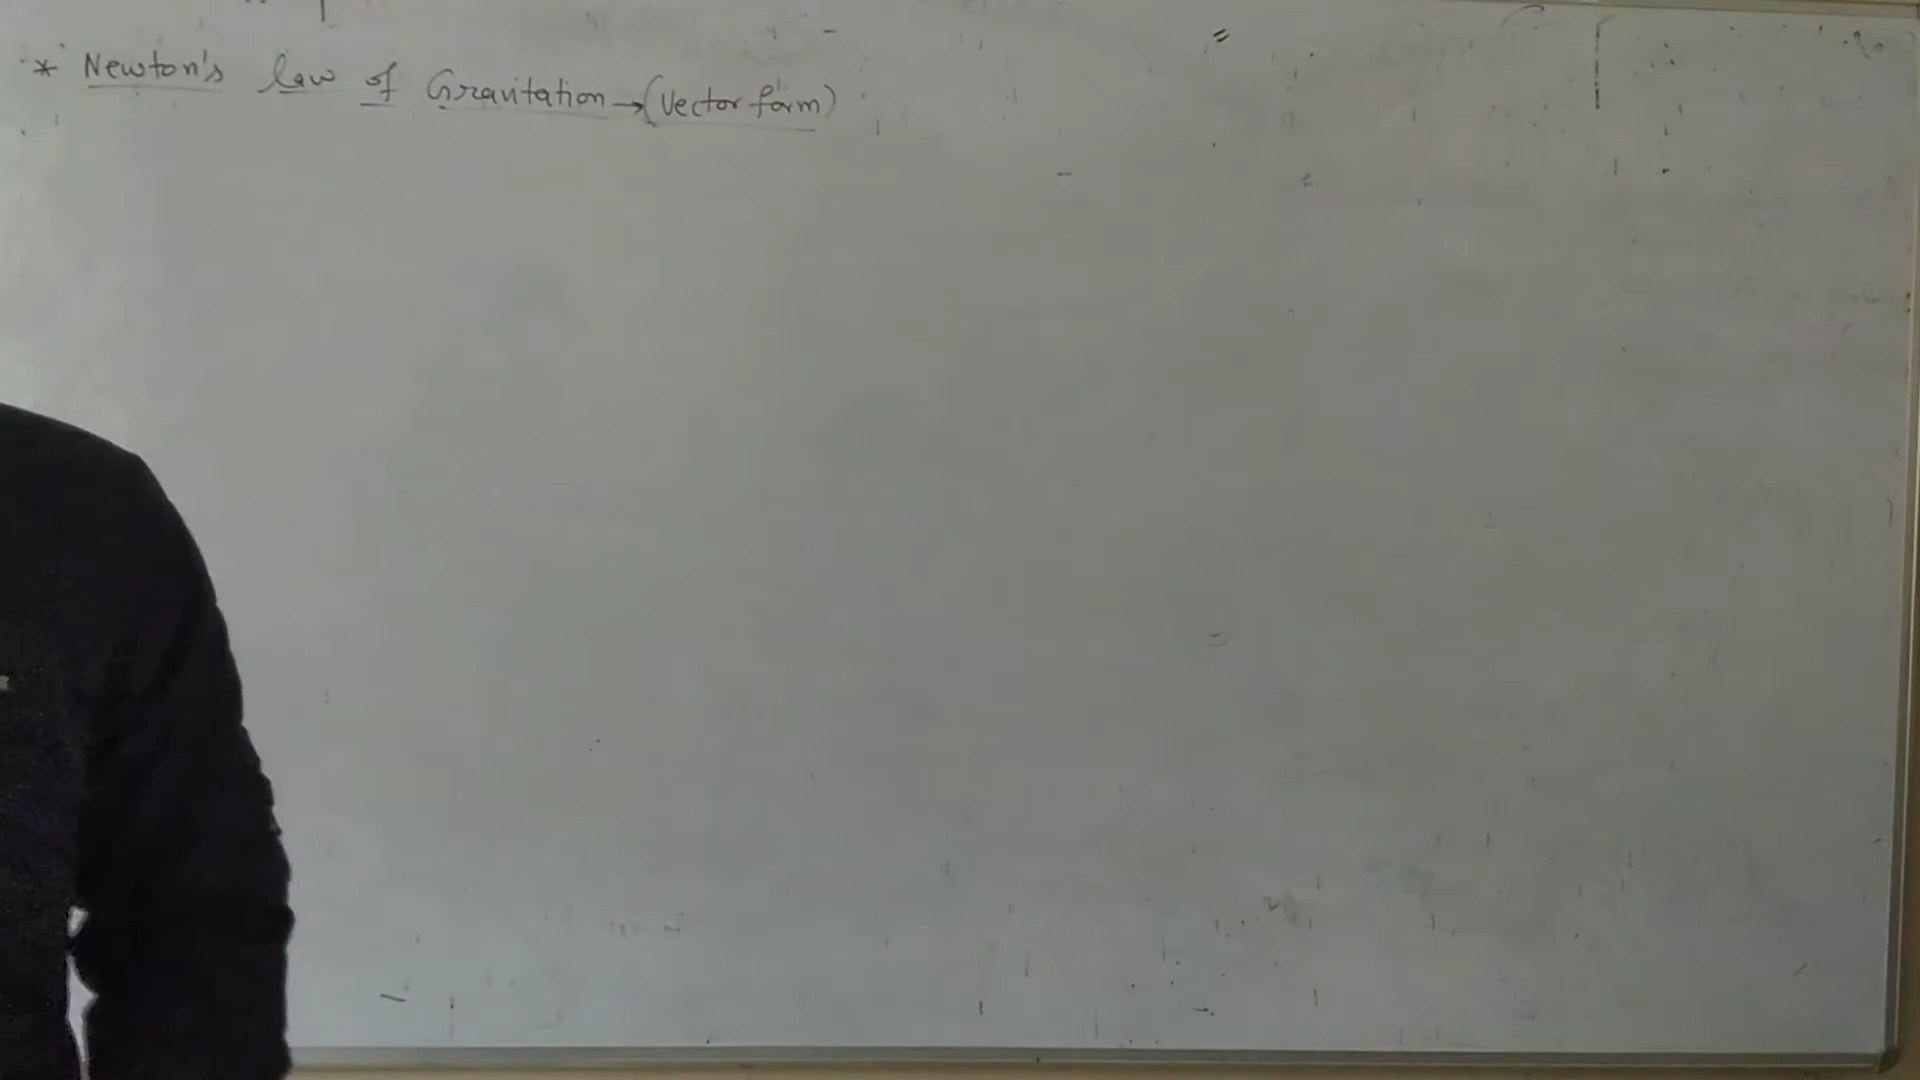 * Newton's law of Gravitation → (Vector form)